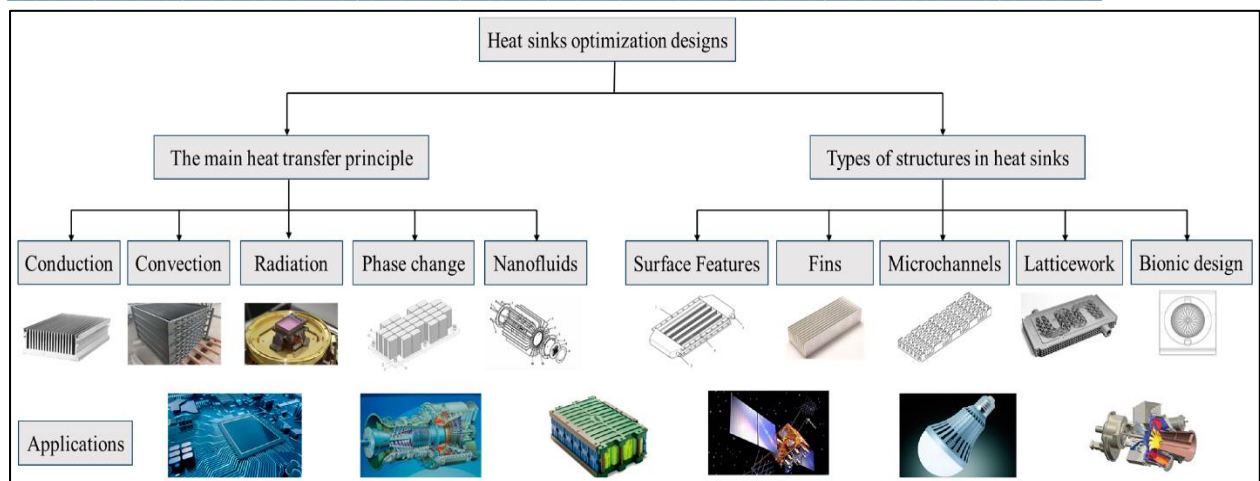 Heat sinks optimization designs
The main heat transfer principle
Types of structures in heat sinks
Conduction
Convection
Radiation
Phase change
Nanofluids
Surface Features
Fins
Microchannels
Latticework
Bionic design
Applications